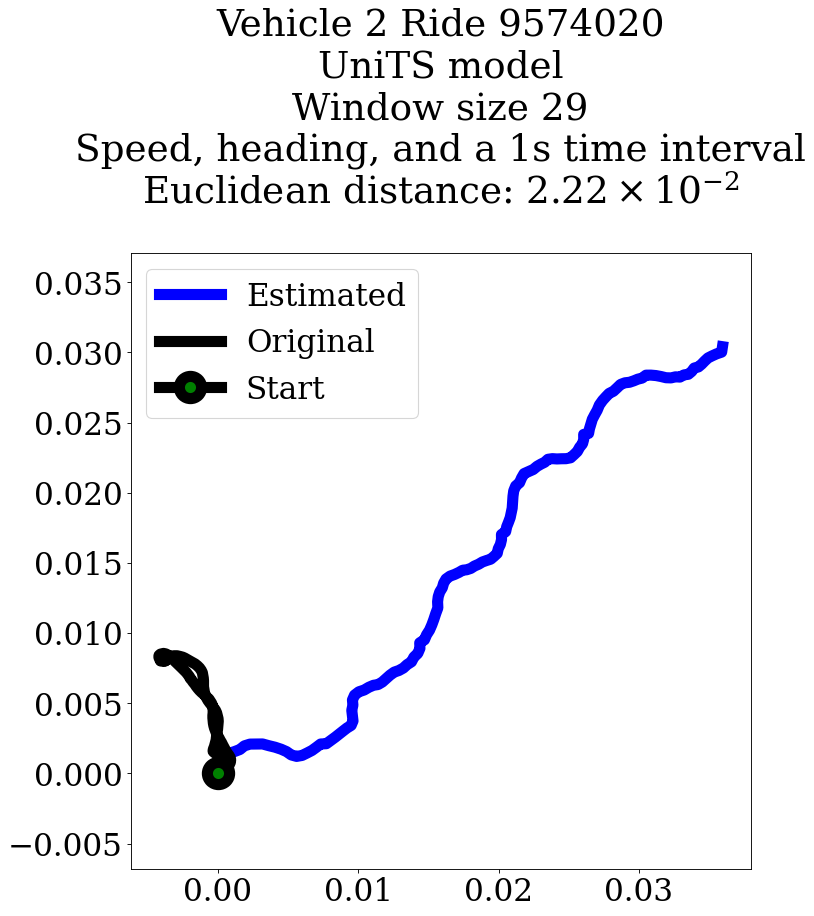 Vehicle 2 Ride 9574020
UniTS model
Window size 29
Speed, heading, and a 1s time interval
Euclidean distance: 2.22 × 10⁻²
0.035
0.030
0.025
0.020
0.015
0.010
0.005
0.000
−0.005
Estimated
Original
Start
0.00 0.01 0.02 0.03